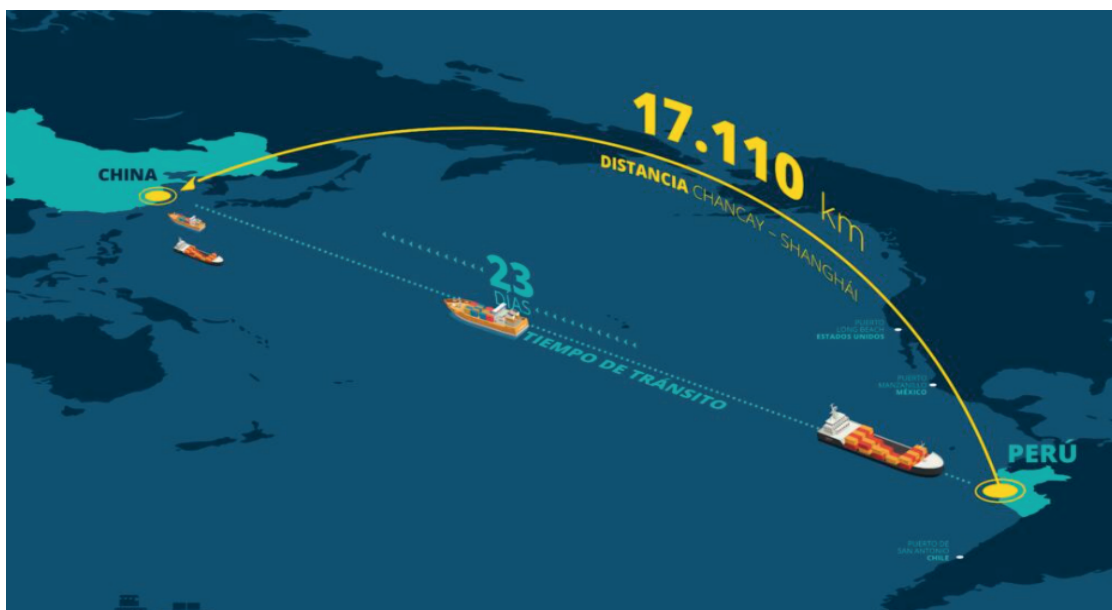 17.110 km
DISTANCIA CHANCAY – SHANGHÁI
CHINA
23
DÍAS
TIEMPO DE TRÁNSITO
PUERTO
LONG BEACH
ESTADOS UNIDOS
PUERTO
MANZANILLO
MÉXICO
PERÚ
PUERTO DE
SAN ANTONIO
CHILE